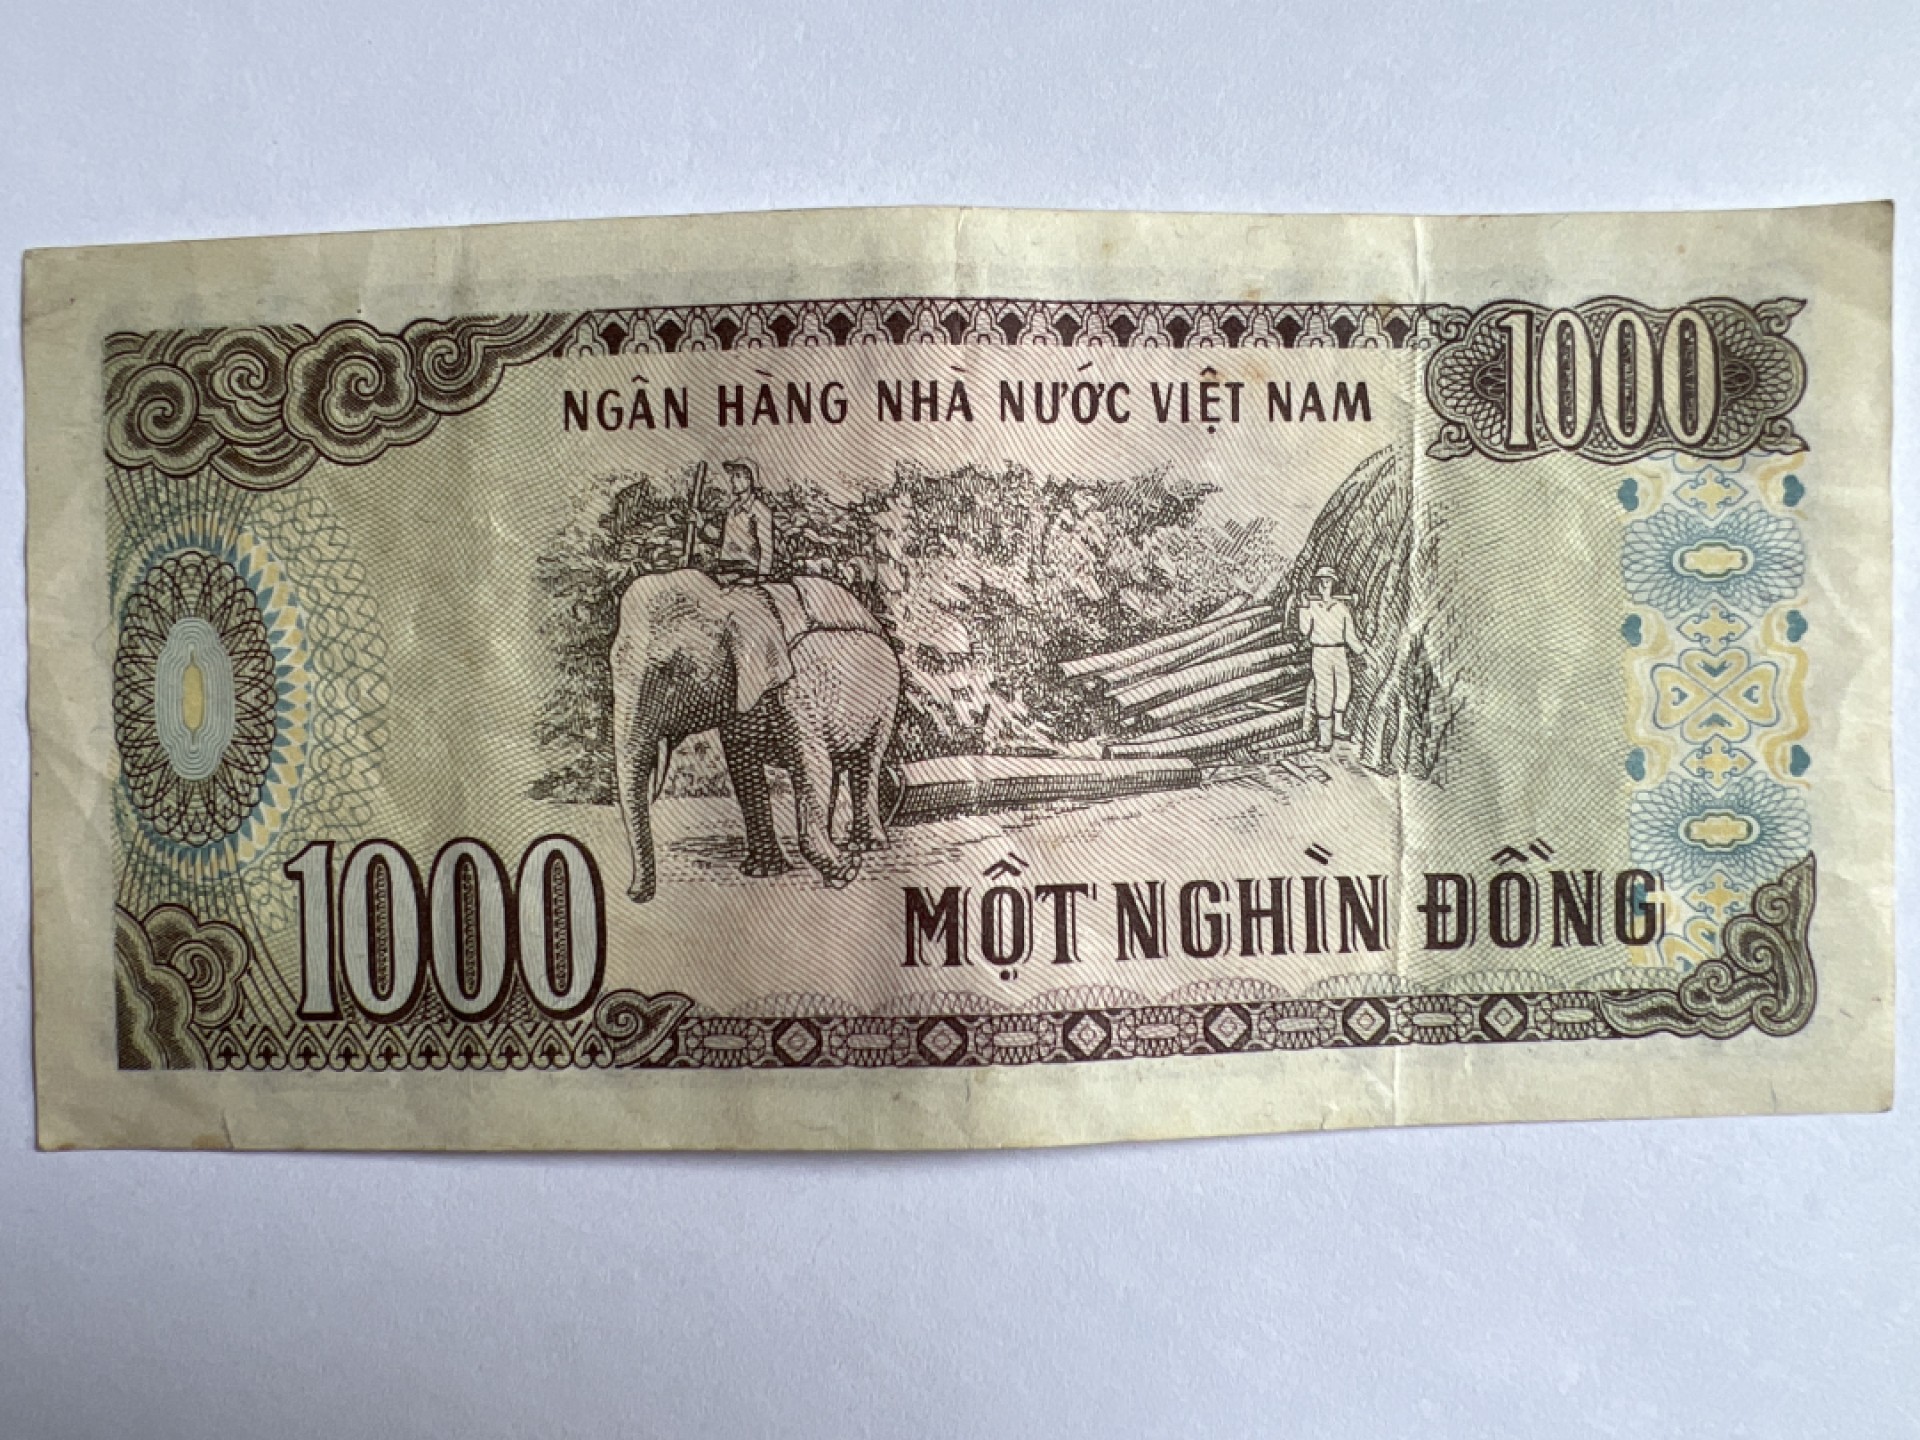 NGÂN HÀNG NHÀ NƯỚC VIỆT NAM
1000
1000
MỘT NGHÌN ĐỒNG